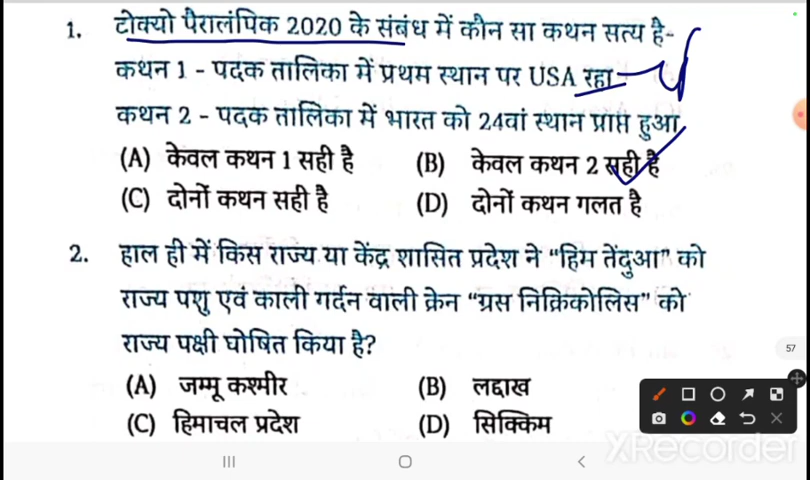 1. टोक्यो पैरालंपिक 2020 के संबंध में कौन सा कथन सत्य है-
कथन 1 - पदक तालिका में प्रथम स्थान पर USA रहा
कथन 2 - पदक तालिका में भारत को 24वां स्थान प्राप्त हुआ
(A) केवल कथन 1 सही है (B) केवल कथन 2 सही है
(C) दोनों कथन सही है (D) दोनों कथन गलत है
2. हाल ही में किस राज्य या केंद्र शासित प्रदेश ने “हिम तेंदुआ” को
राज्य पशु एवं काली गर्दन वाली क्रेन “ग्रस निक्रिकोलिस” को
राज्य पक्षी घोषित किया है?
57
(A) जम्मू कश्मीर (B) लद्दाख
(C) हिमाचल प्रदेश (D) सिक्किम
XRecorder